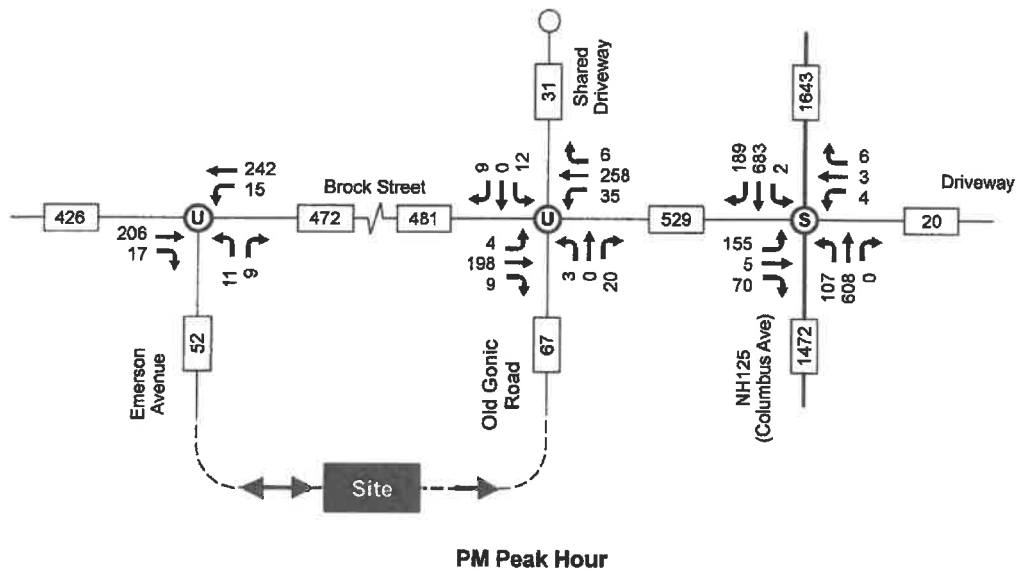 31
Shared
Driveway
1643
242
15
Brock Street
9
0
12
6
258
35
189
683
2
6
3
4
Driveway
426
U
472
481
U
529
S
20
206
17
11
9
4
198
9
3
0
20
155
5
70
107
608
0
Emerson
Avenue
52
Old Gonic
Road
67
NH125
(Columbus Ave)
1472
Site
PM Peak Hour